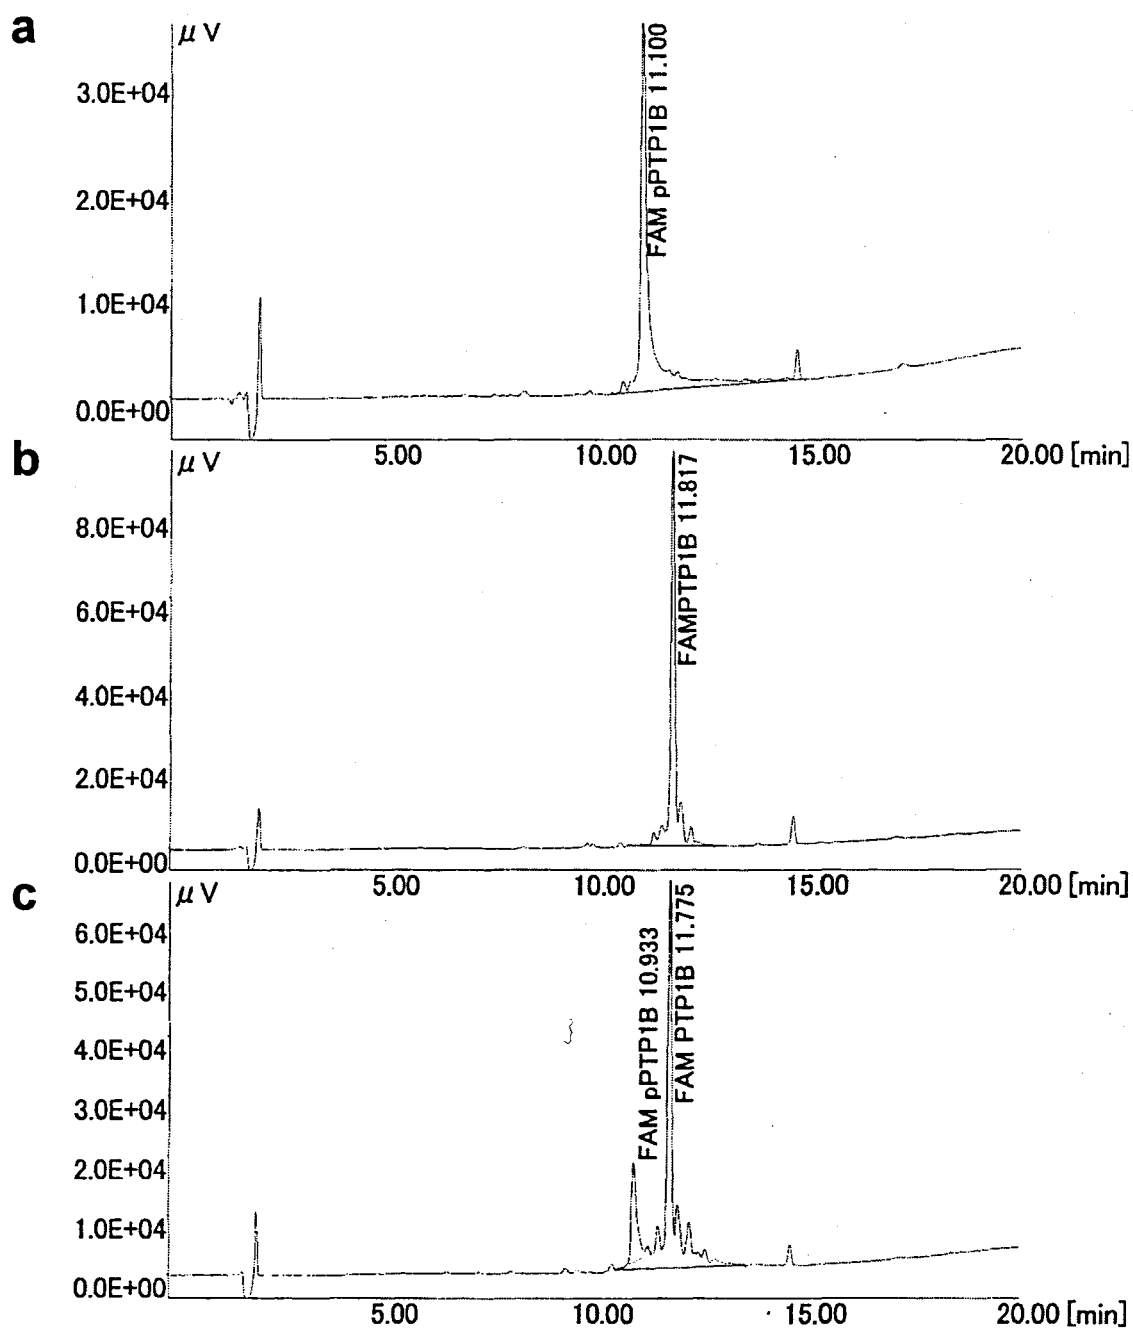 a
μV
3.0E+04
2.0E+04
1.0E+04
0.0E+00
FAM pPTP1B 11.100
5.00 10.00 15.00 20.00 [min]
b
μV
8.0E+04
6.0E+04
4.0E+04
2.0E+04
0.0E+00
FAMPTP1B 11.817
5.00 10.00 15.00 20.00 [min]
c
μV
6.0E+04
5.0E+04
4.0E+04
3.0E+04
2.0E+04
1.0E+04
0.0E+00
FAM pPTP1B 10.933
FAM PTP1B 11.775
5.00 10.00 15.00 20.00 [min]